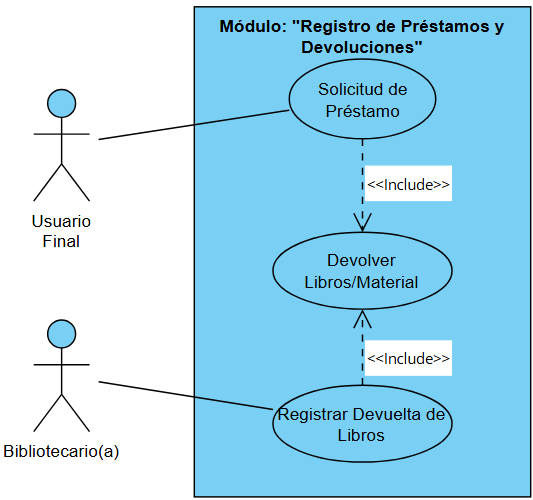 Módulo: "Registro de Préstamos y
Devoluciones"
Solicitud de
Préstamo
Usuario
Final
<<Include>>
Devolver
Libros/Material
<<Include>>
Registrar Devuelta de
Libros
Bibliotecario(a)